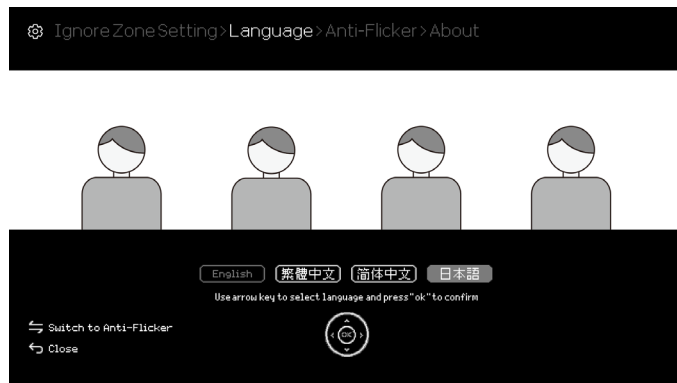 Ignore Zone Setting>Language>Anti-Flicker>About
English 繁體中文 简体中文 日本語
Use arrow key to select language and press"ok"to confirm
Switch to Anti-Flicker
OK
Close